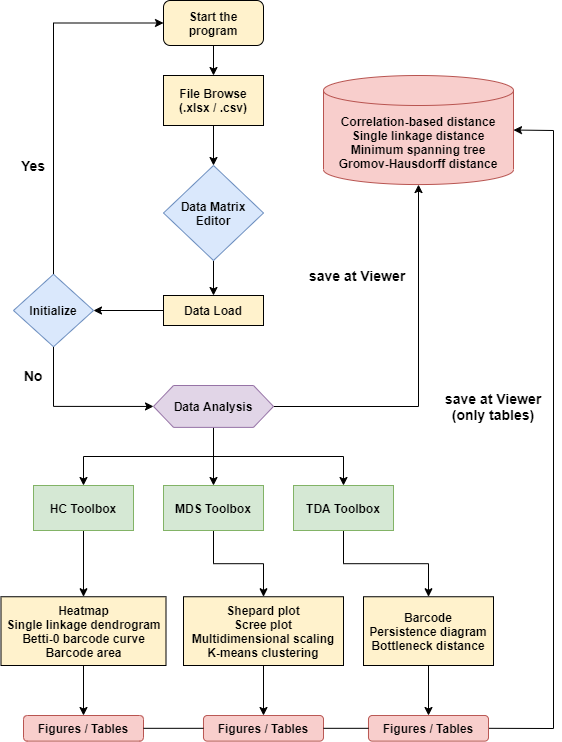 Start the
program
File Browse
(.xlsx / .csv)
Correlation-based distance
Single linkage distance
Minimum spanning tree
Gromov-Hausdorff distance
Yes
Data Matrix
Editor
save at Viewer
Initialize
Data Load
No
Data Analysis
save at Viewer
(only tables)
HC Toolbox
MDS Toolbox
TDA Toolbox
Heatmap
Single linkage dendrogram
Betti-0 barcode curve
Barcode area
Shepard plot
Scree plot
Multidimensional scaling
K-means clustering
Barcode
Persistence diagram
Bottleneck distance
Figures / Tables
Figures / Tables
Figures / Tables